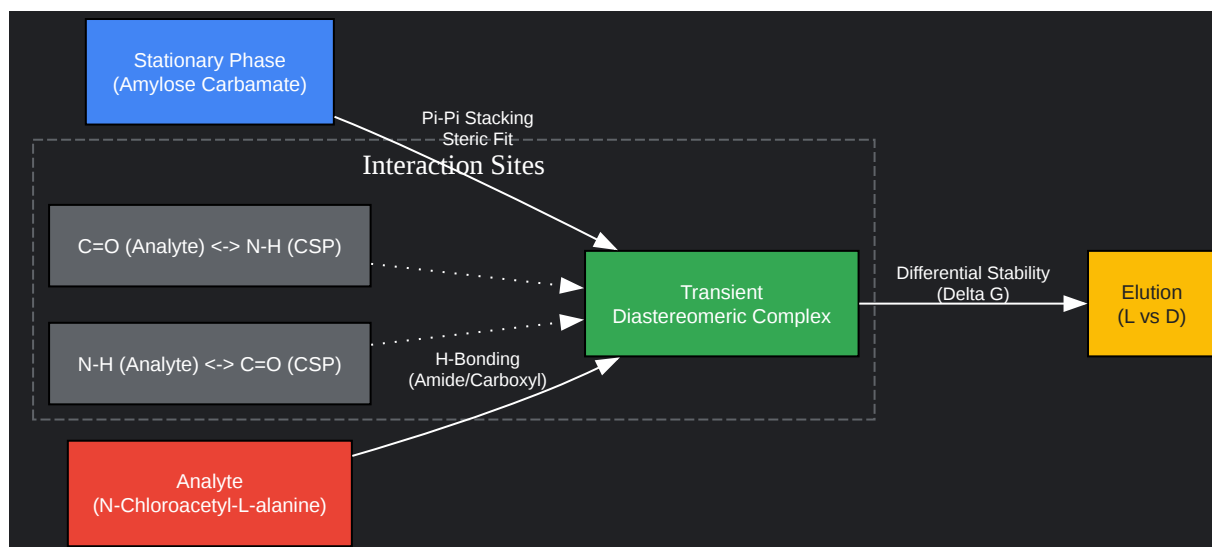 Stationary Phase
(Amylose Carbamate)
Pi-Pi Stacking
Steric Fit
Interaction Sites
C=O (Analyte) <-> N-H (CSP)
Transient
Diastereomeric Complex
Differential Stability
(Delta G)
Elution
(L vs D)
N-H (Analyte) <-> C=O (CSP)
H-Bonding
(Amide/Carboxyl)
Analyte
(N-Chloroacetyl-L-alanine)